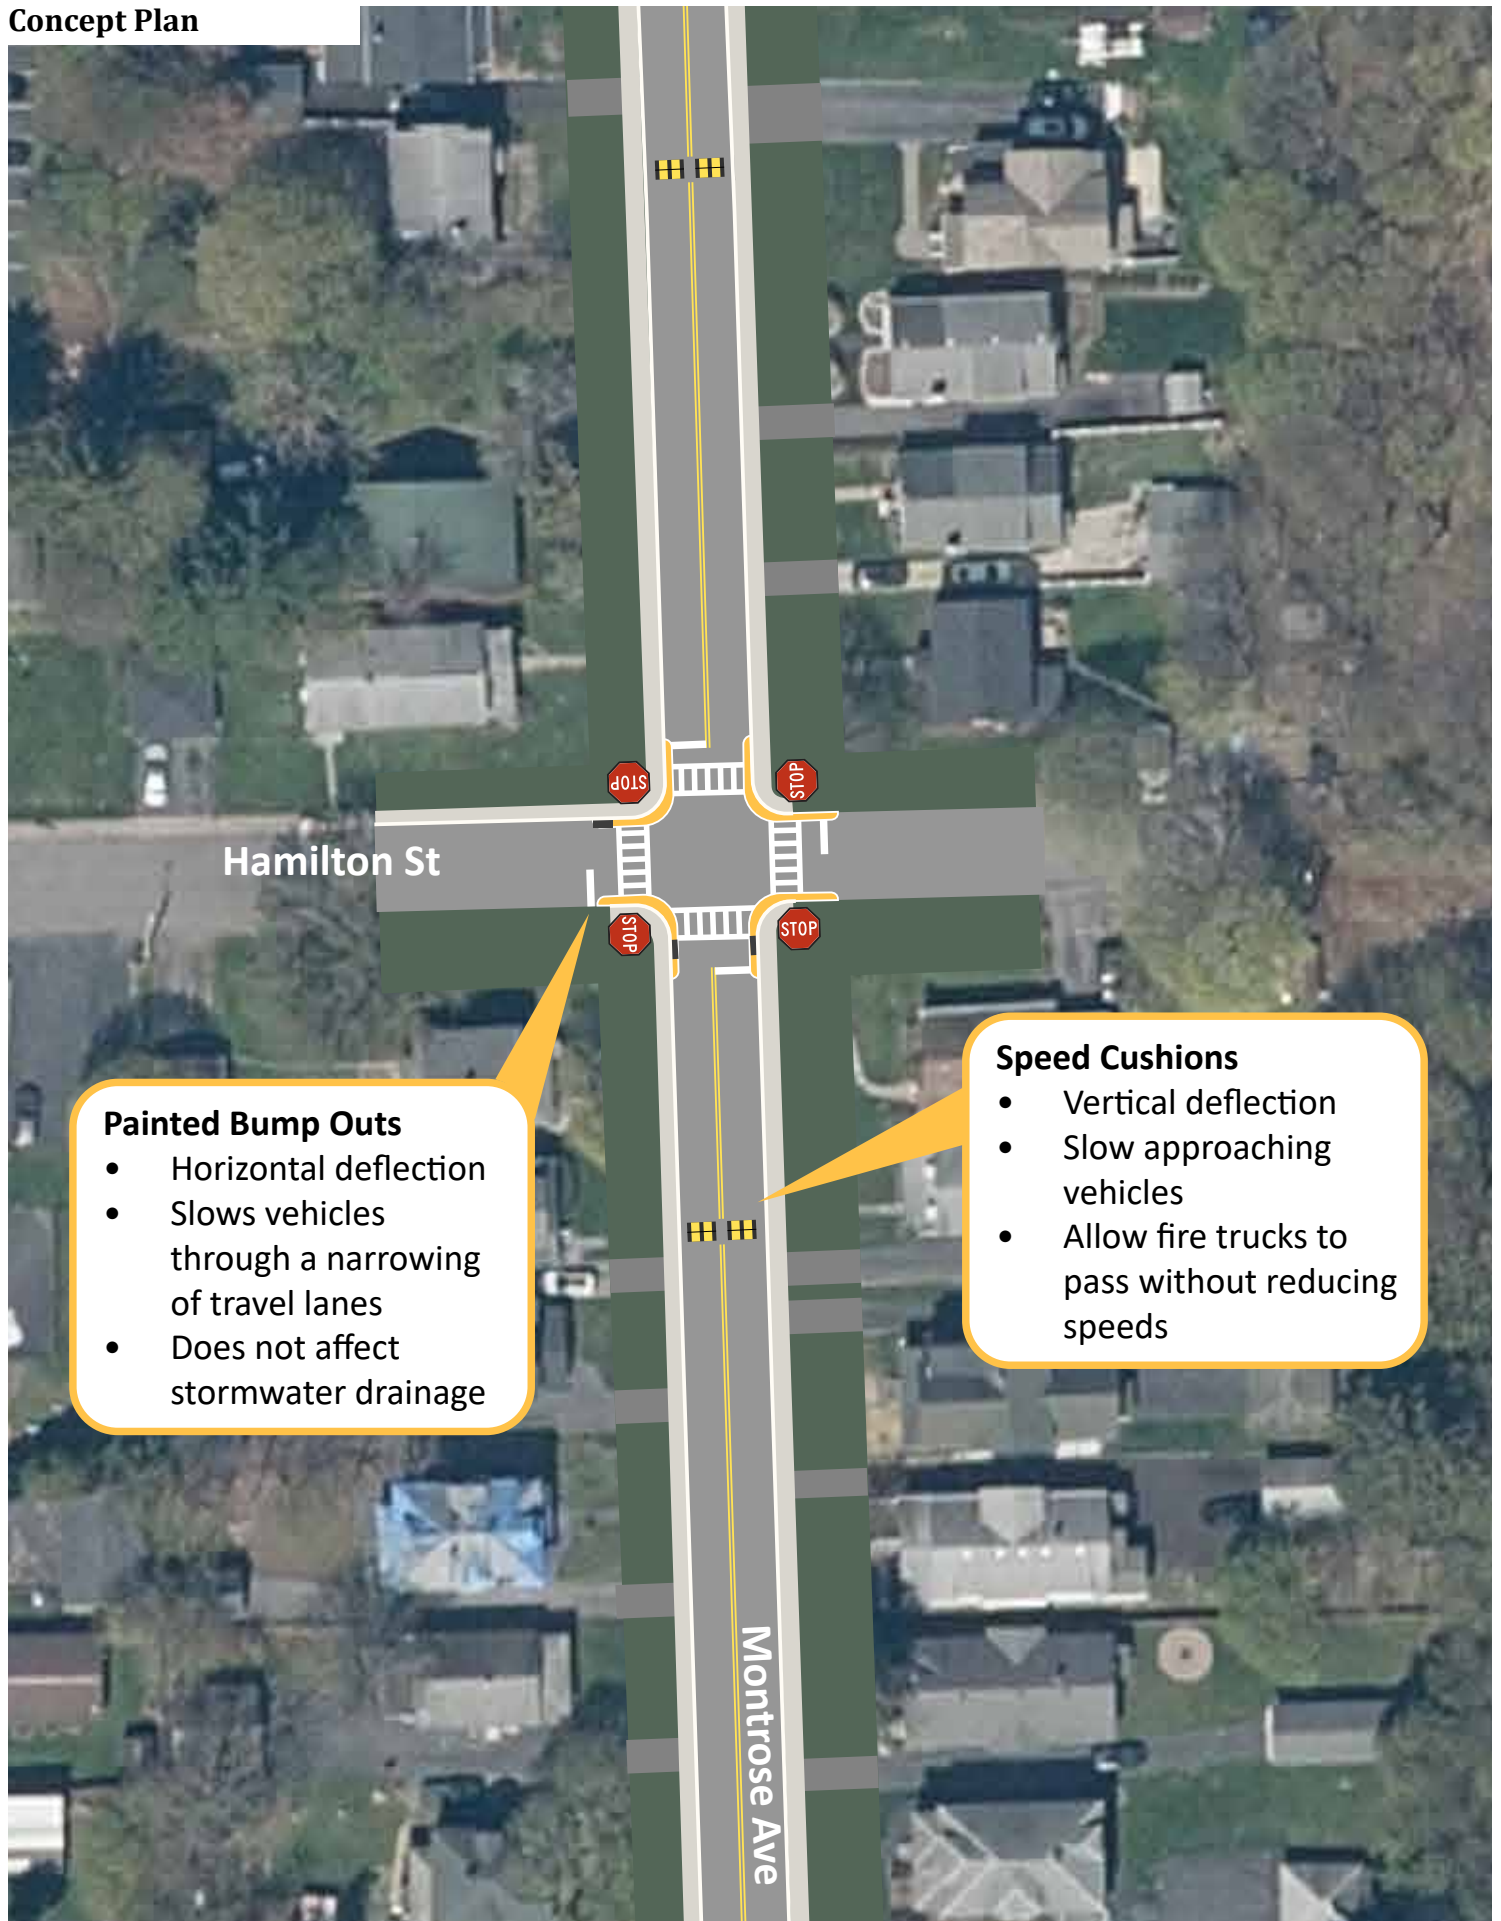 Concept Plan
STOP
STOP
Hamilton St
STOP
STOP
Painted Bump Outs
• Horizontal deflection
• Slows vehicles
through a narrowing
of travel lanes
• Does not affect
stormwater drainage
Speed Cushions
• Vertical deflection
• Slow approaching
vehicles
• Allow fire trucks to
pass without reducing
speeds
Montrose Ave